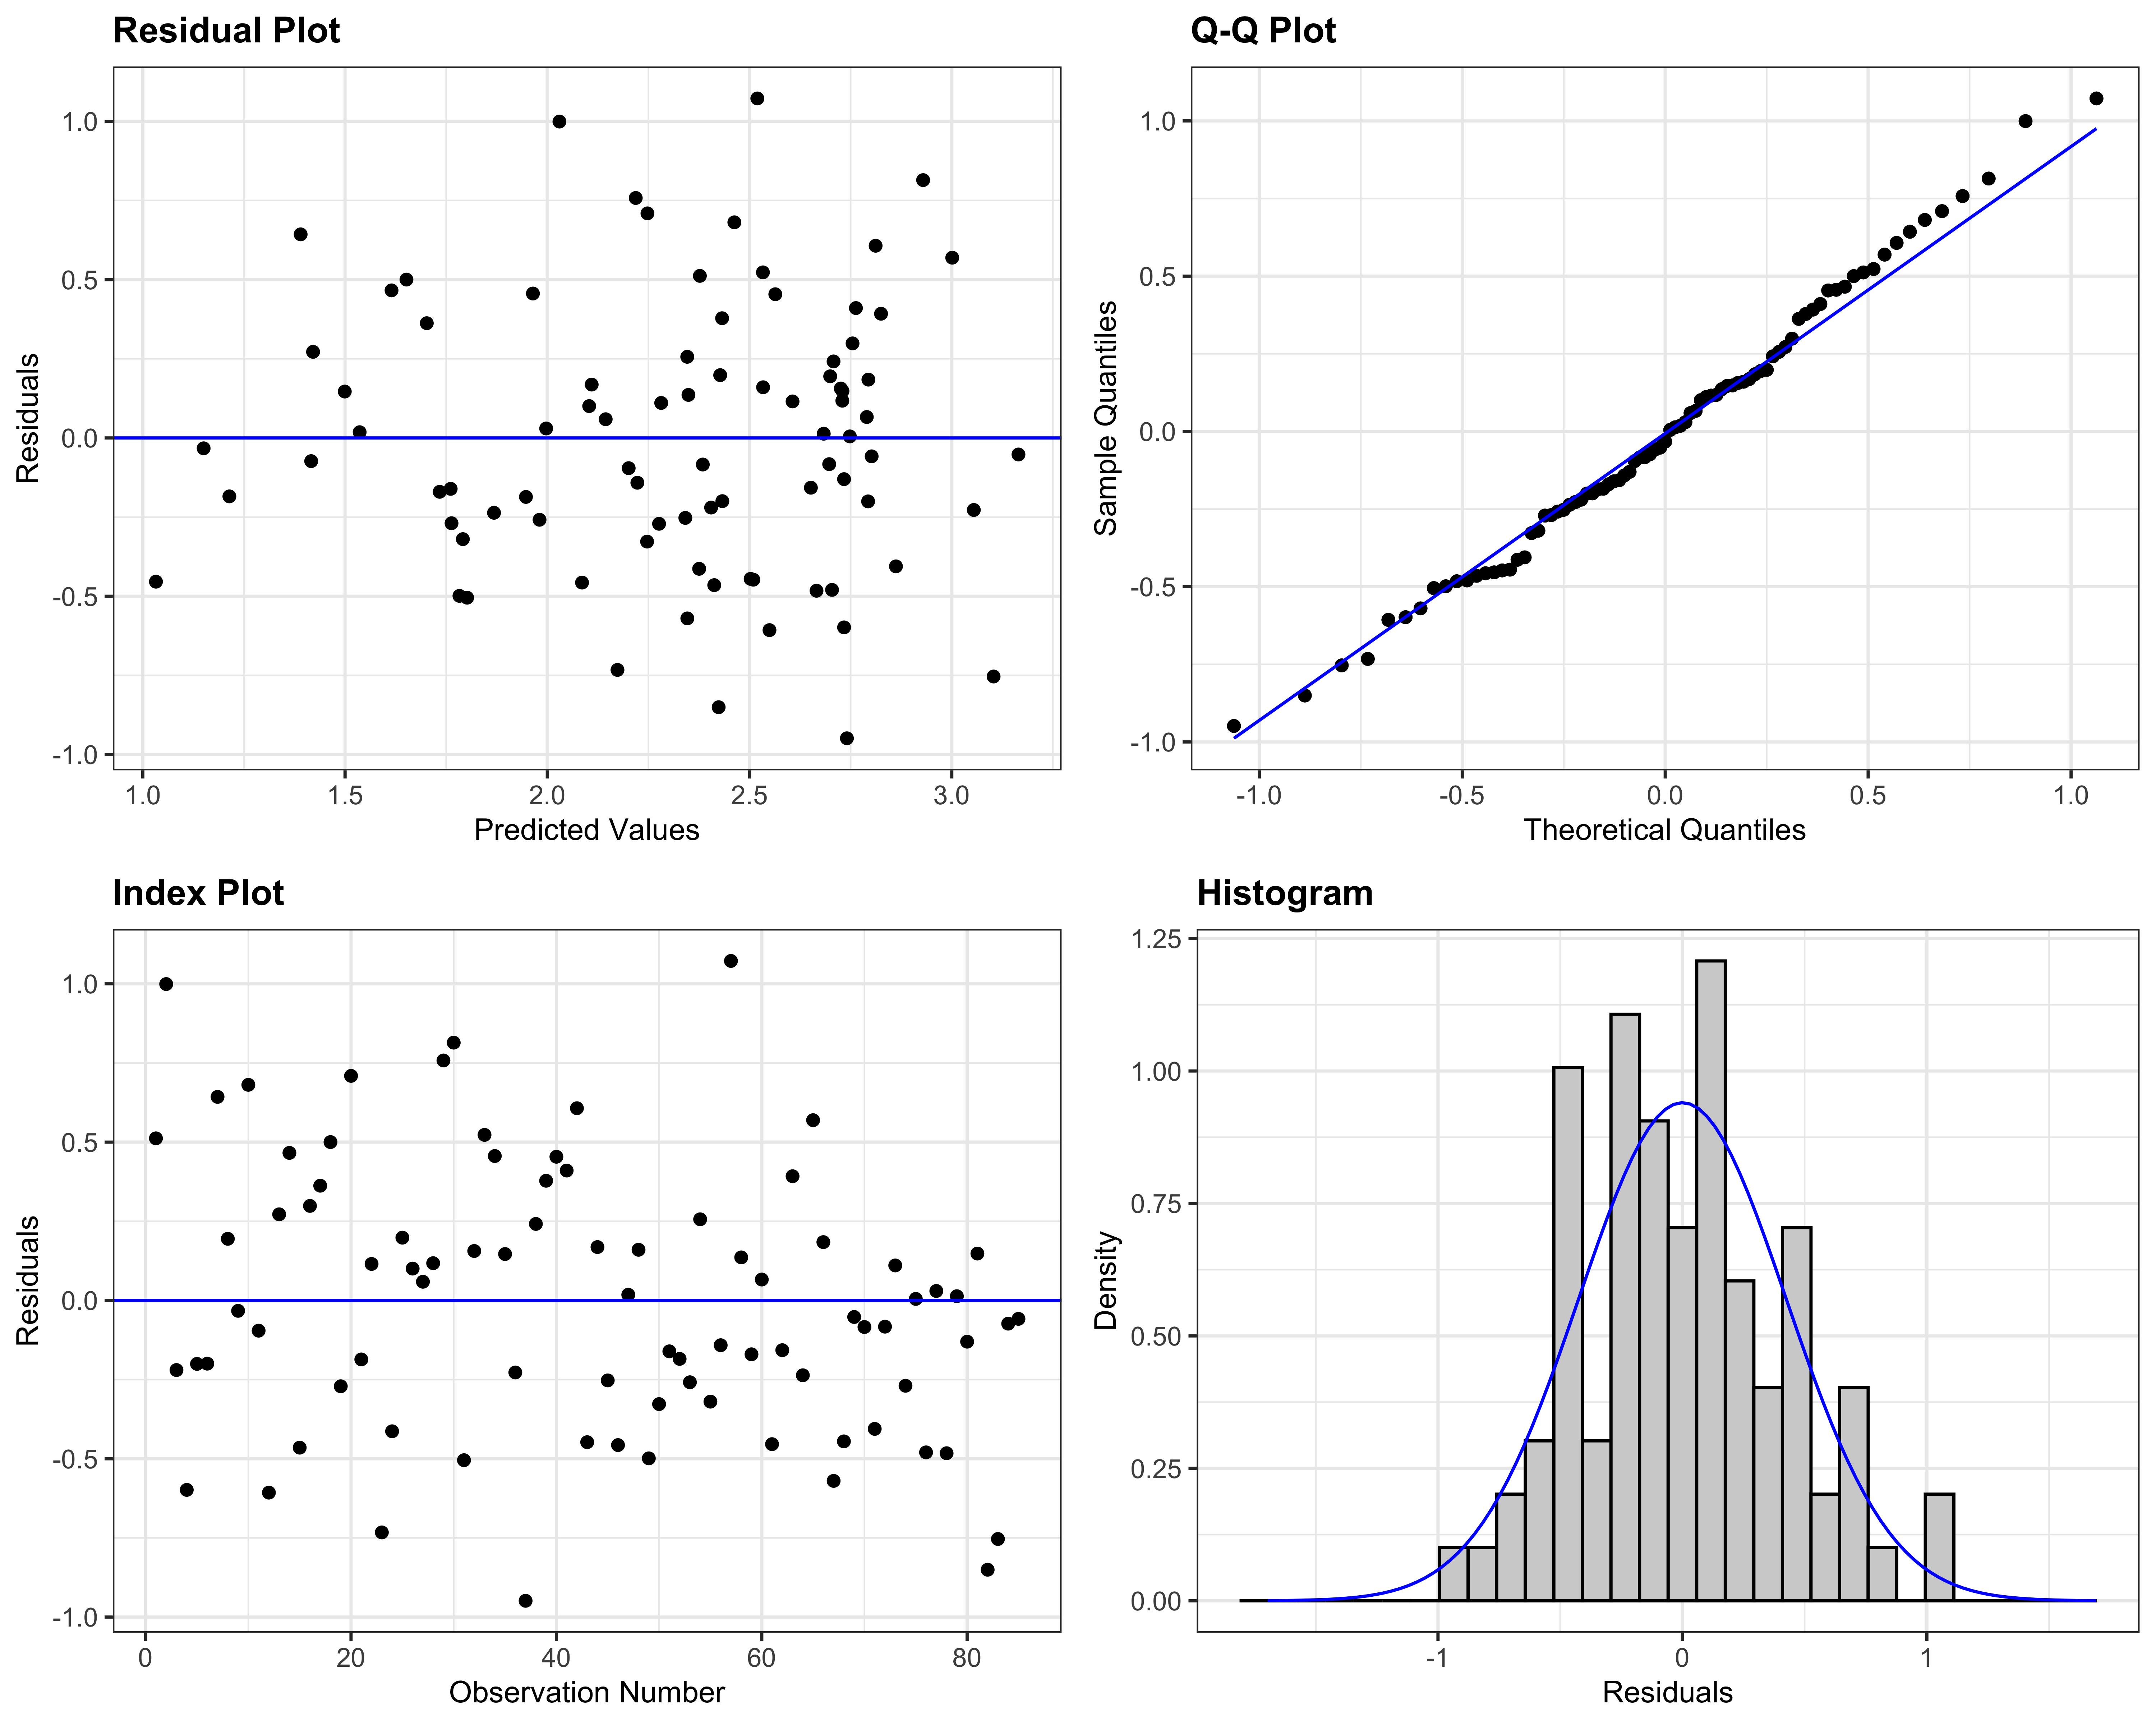 Residual Plot
1.0
0.5
0.0
-0.5
-1.0
Residuals
1.0 1.5 2.0 2.5 3.0
Predicted Values
Q-Q Plot
1.0
0.5
0.0
-0.5
-1.0
Sample Quantiles
-1.0 -0.5 0.0 0.5 1.0
Theoretical Quantiles
Index Plot
1.0
0.5
0.0
-0.5
-1.0
Residuals
0 20 40 60 80
Observation Number
Histogram
1.25
1.00
0.75
0.50
0.25
0.00
Density
-1 0 1
Residuals